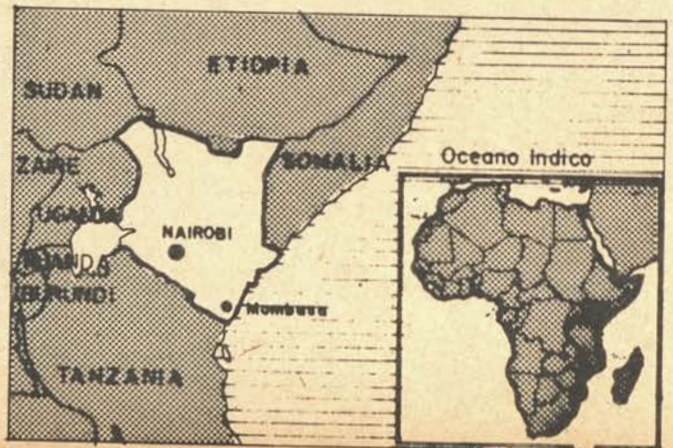 ETIOPIA
SUDAN
ZAIRE
SOMALIA
Oceano Indico
UGANDA
NAIROBI
RUANDA
BURUNDI
Mombasa
TANZANIA